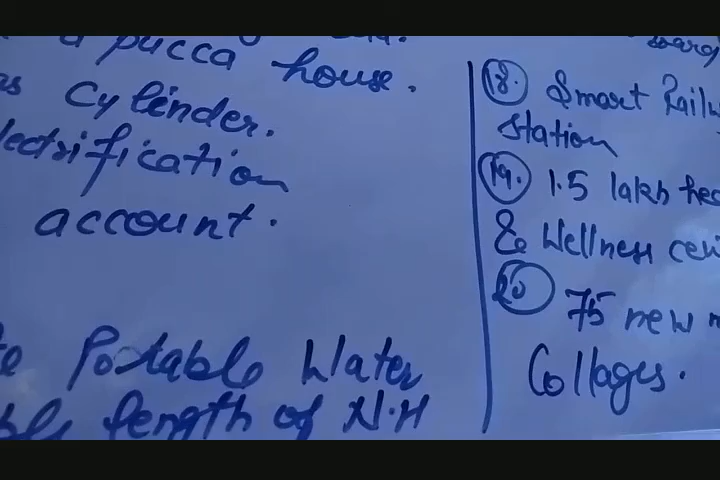 a pucca house.
Cylinder.
lectrification
account.
Potable Water
length of N.H
18. Smart Railw
Station
19. 1.5 lakh hea
& Wellness cen
20 75 new m
Collages.